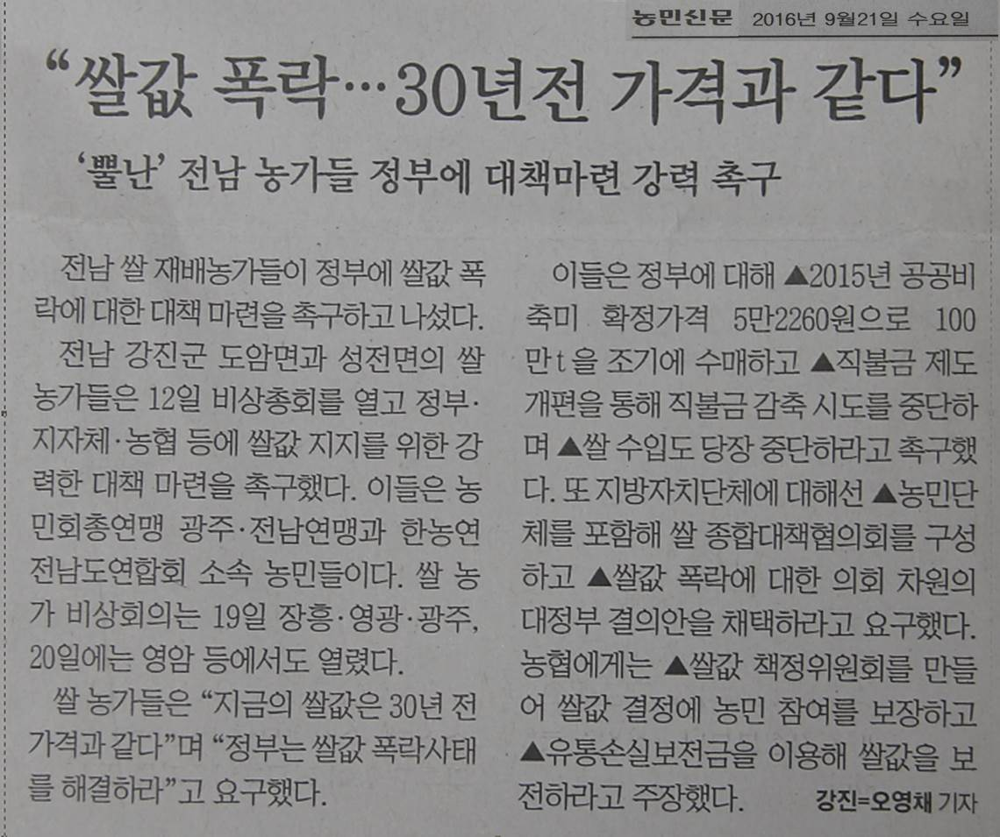 농민신문 2016년 9월21일 수요일
“쌀값 폭락…30년전 가격과 같다”
‘뿔난’ 전남 농가들 정부에 대책마련 강력 촉구
전남 쌀 재배농가들이 정부에 쌀값 폭
락에 대한 대책 마련을 촉구하고 나섰다.
전남 강진군 도암면과 성전면의 쌀
농가들은 12일 비상총회를 열고 정부·
지자체·농협 등에 쌀값 지지를 위한 강
력한 대책 마련을 촉구했다. 이들은 농
민회총연맹 광주·전남연맹과 한농연
전남도연합회 소속 농민들이다. 쌀 농
가 비상회의는 19일 장흥·영광·광주,
20일에는 영암 등에서도 열렸다.
쌀 농가들은 “지금의 쌀값은 30년 전
가격과 같다”며 “정부는 쌀값 폭락사태
를 해결하라”고 요구했다.
이들은 정부에 대해 ▲2015년 공공비
축미 확정가격 5만2260원으로 100
만t을 조기에 수매하고 ▲직불금 제도
개편을 통해 직불금 감축 시도를 중단하
며 ▲쌀 수입도 당장 중단하라고 촉구했
다. 또 지방자치단체에 대해선 ▲농민단
체를 포함해 쌀 종합대책협의회를 구성
하고 ▲쌀값 폭락에 대한 의회 차원의
대정부 결의안을 채택하라고 요구했다.
농협에게는 ▲쌀값 책정위원회를 만들
어 쌀값 결정에 농민 참여를 보장하고
▲유통손실보전금을 이용해 쌀값을 보
전하라고 주장했다. 강진=오영채 기자